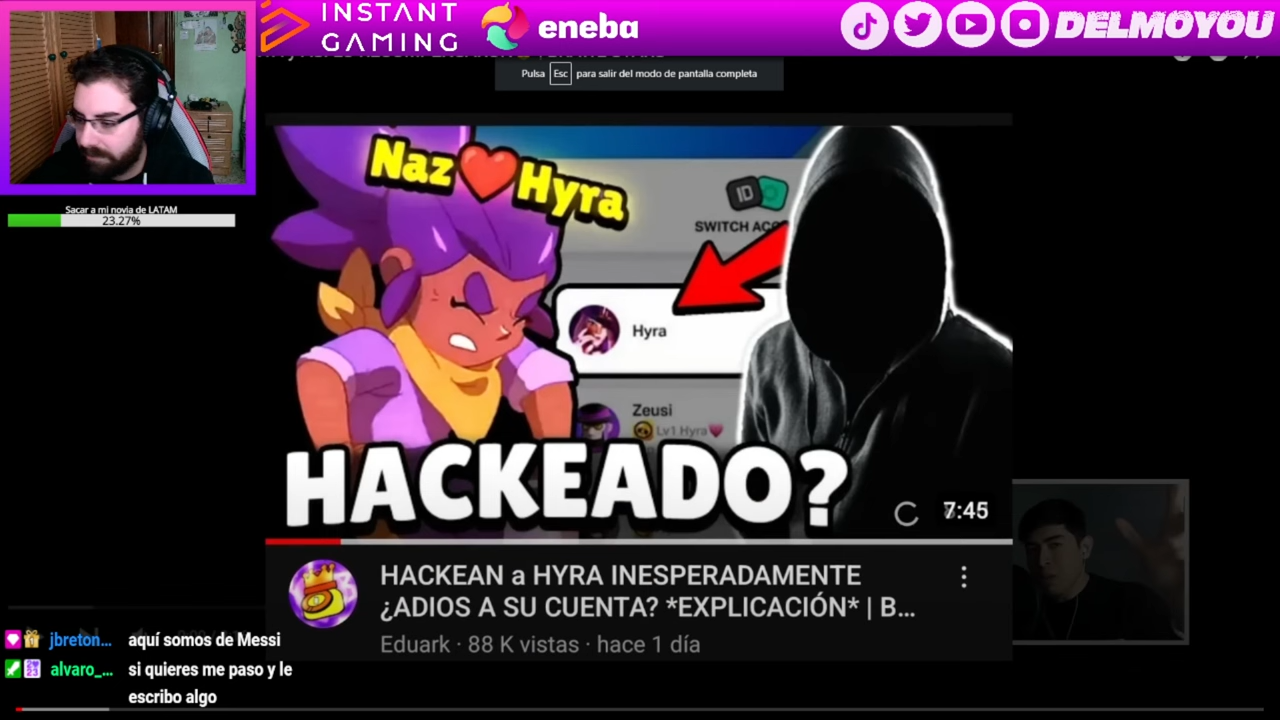 INSTANT
GAMING
eneba
DELMOYOU
Pulsa Esc para salir del modo de pantalla completa
Naz Hyra
ID
SWITCH ACC
Sacar a mi novia de LATAM
23.27%
Hyra
Zeusi
Lv1 Hyra
HACKEADO?
7:45
HACKEAN a HYRA INESPERADAMENTE
¿ADIOS A SU CUENTA? *EXPLICACIÓN* | B...
Eduark · 88 K vistas · hace 1 día
jbreton... aquí somos de Messi
23 alvaro_... si quieres me paso y le
escribo algo